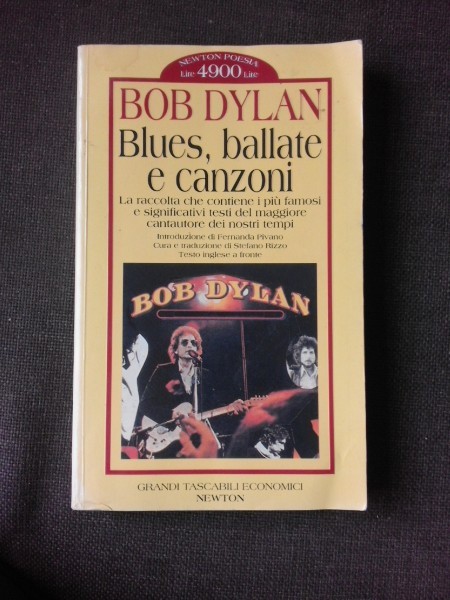 NEWTON POESIA
Lire 4900 Lire
BOB DYLAN
Blues, ballate
e canzoni
La raccolta che contiene i più famosi
e significativi testi del maggiore
cantautore dei nostri tempi
Introduzione di Fernanda Pivano
Cura e traduzione di Stefano Rizzo
Testo inglese a fronte
BOB DYLAN
GRANDI TASCABILI ECONOMICI
NEWTON